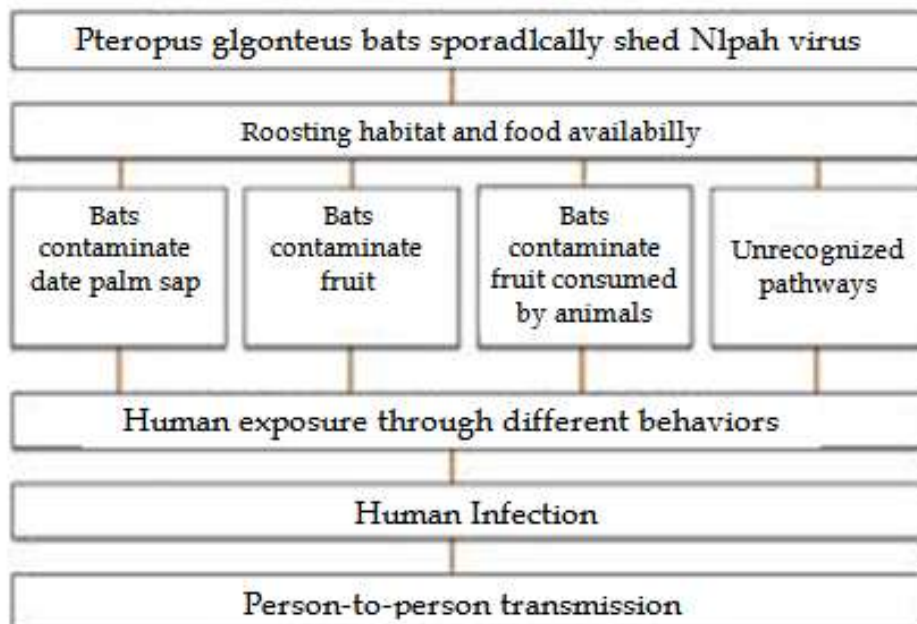 Pteropus glgonteus bats sporadlcally shed Nlpah virus
Roosting habitat and food availabilly
Bats
contaminate
date palm sap
Bats
contaminate
fruit
Bats
contaminate
fruit consumed
by animals
Unrecognized
pathways
Human exposure through different behaviors
Human Infection
Person-to-person transmission